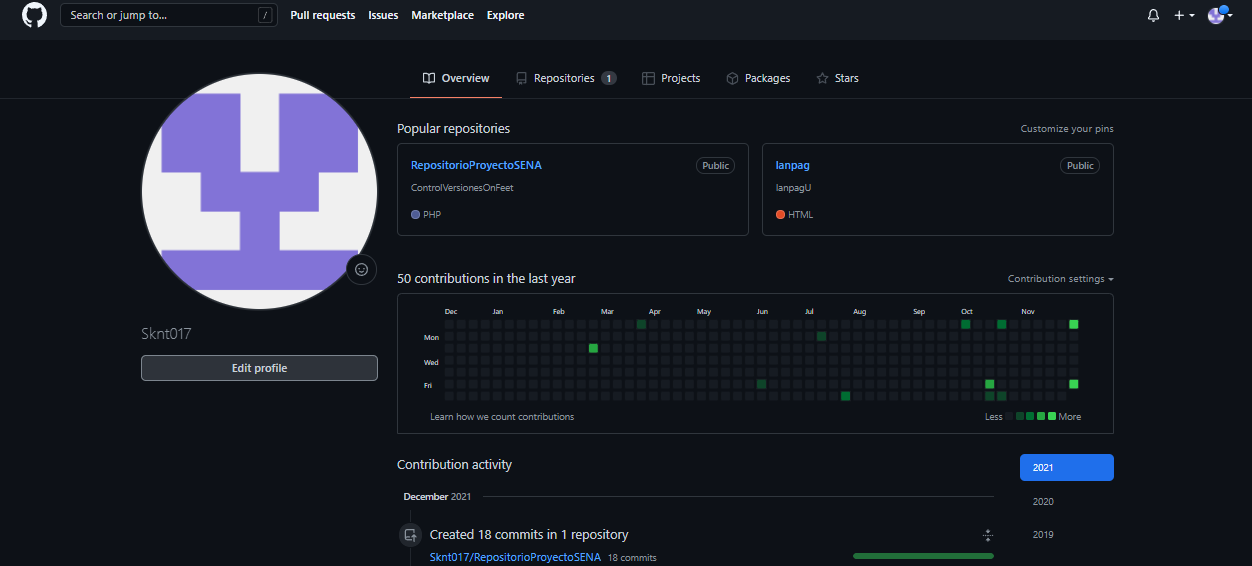 Search or jump to... / Pull requests Issues Marketplace Explore
Overview Repositories 1 Projects Packages Stars
Popular repositories Customize your pins
RepositorioProyectoSENA Public
ControlVersionesOnFeet
PHP
lanpag Public
lanpagU
HTML
50 contributions in the last year Contribution settings
Dec Jan Feb Mar Apr May Jun Jul Aug Sep Oct Nov
Mon
Wed
Fri
Learn how we count contributions Less More
Sknt017
Edit profile
Contribution activity
2021
2020
2019
December 2021
Created 18 commits in 1 repository
Sknt017/RepositorioProyectoSENA 18 commits